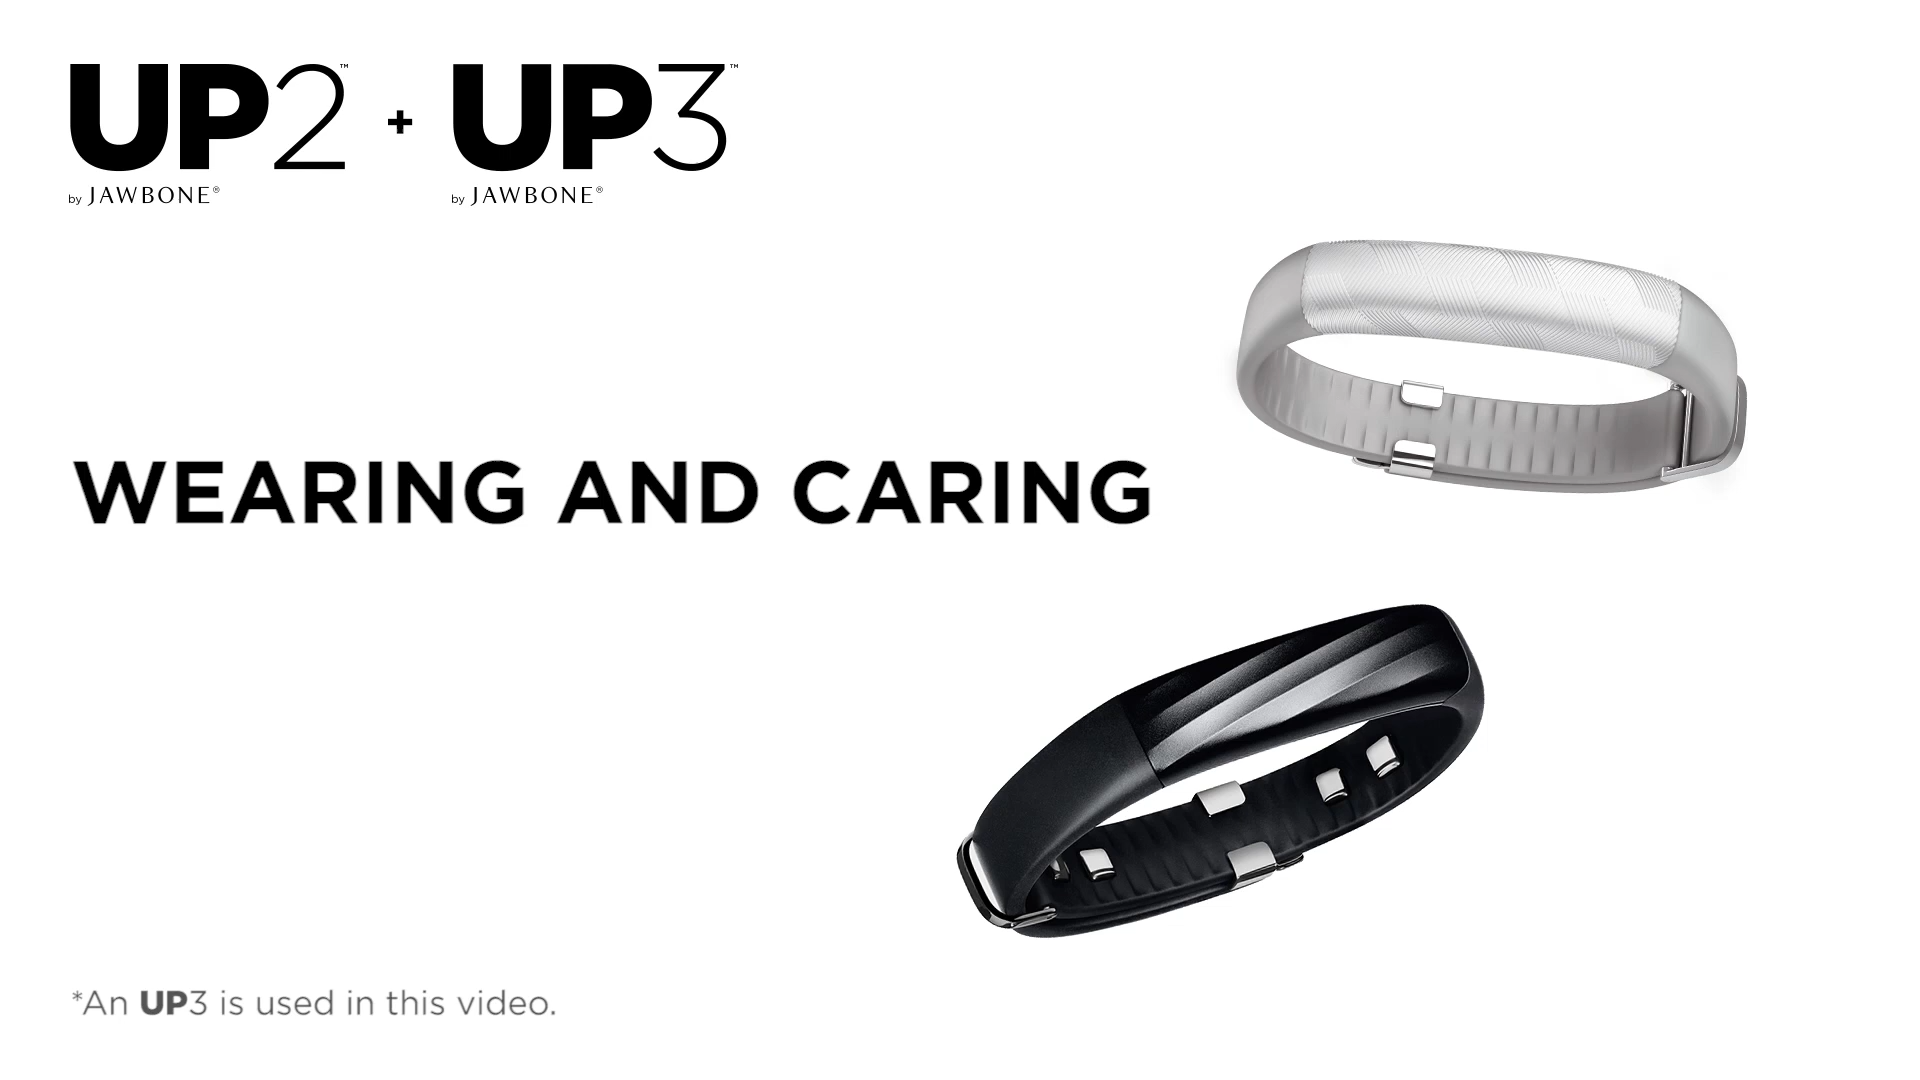 UP2™ + UP3™
by JAWBONE® by JAWBONE®
WEARING AND CARING
*An UP3 is used in this video.